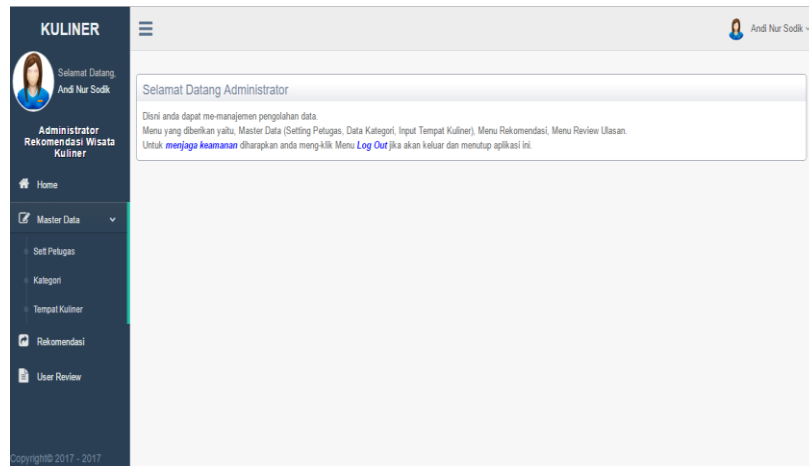 KULINER
Selamat Datang,
Andi Nur Sodik
Administrator
Rekomendasi Wisata
Kuliner
Home
Master Data
Sett Petugas
Kategori
Tempat Kuliner
Rekomendasi
User Review
Copyright© 2017 - 2017
Andi Nur Sodik
Selamat Datang Administrator
Disni anda dapat me-manajemen pengolahan data.
Menu yang diberikan yaitu, Master Data (Setting Petugas, Data Kategori, Input Tempat Kuliner), Menu Rekomendasi, Menu Review Ulasan.
Untuk menjaga keamanan diharapkan anda meng-klik Menu Log Out jika akan keluar dan menutup aplikasi ini.